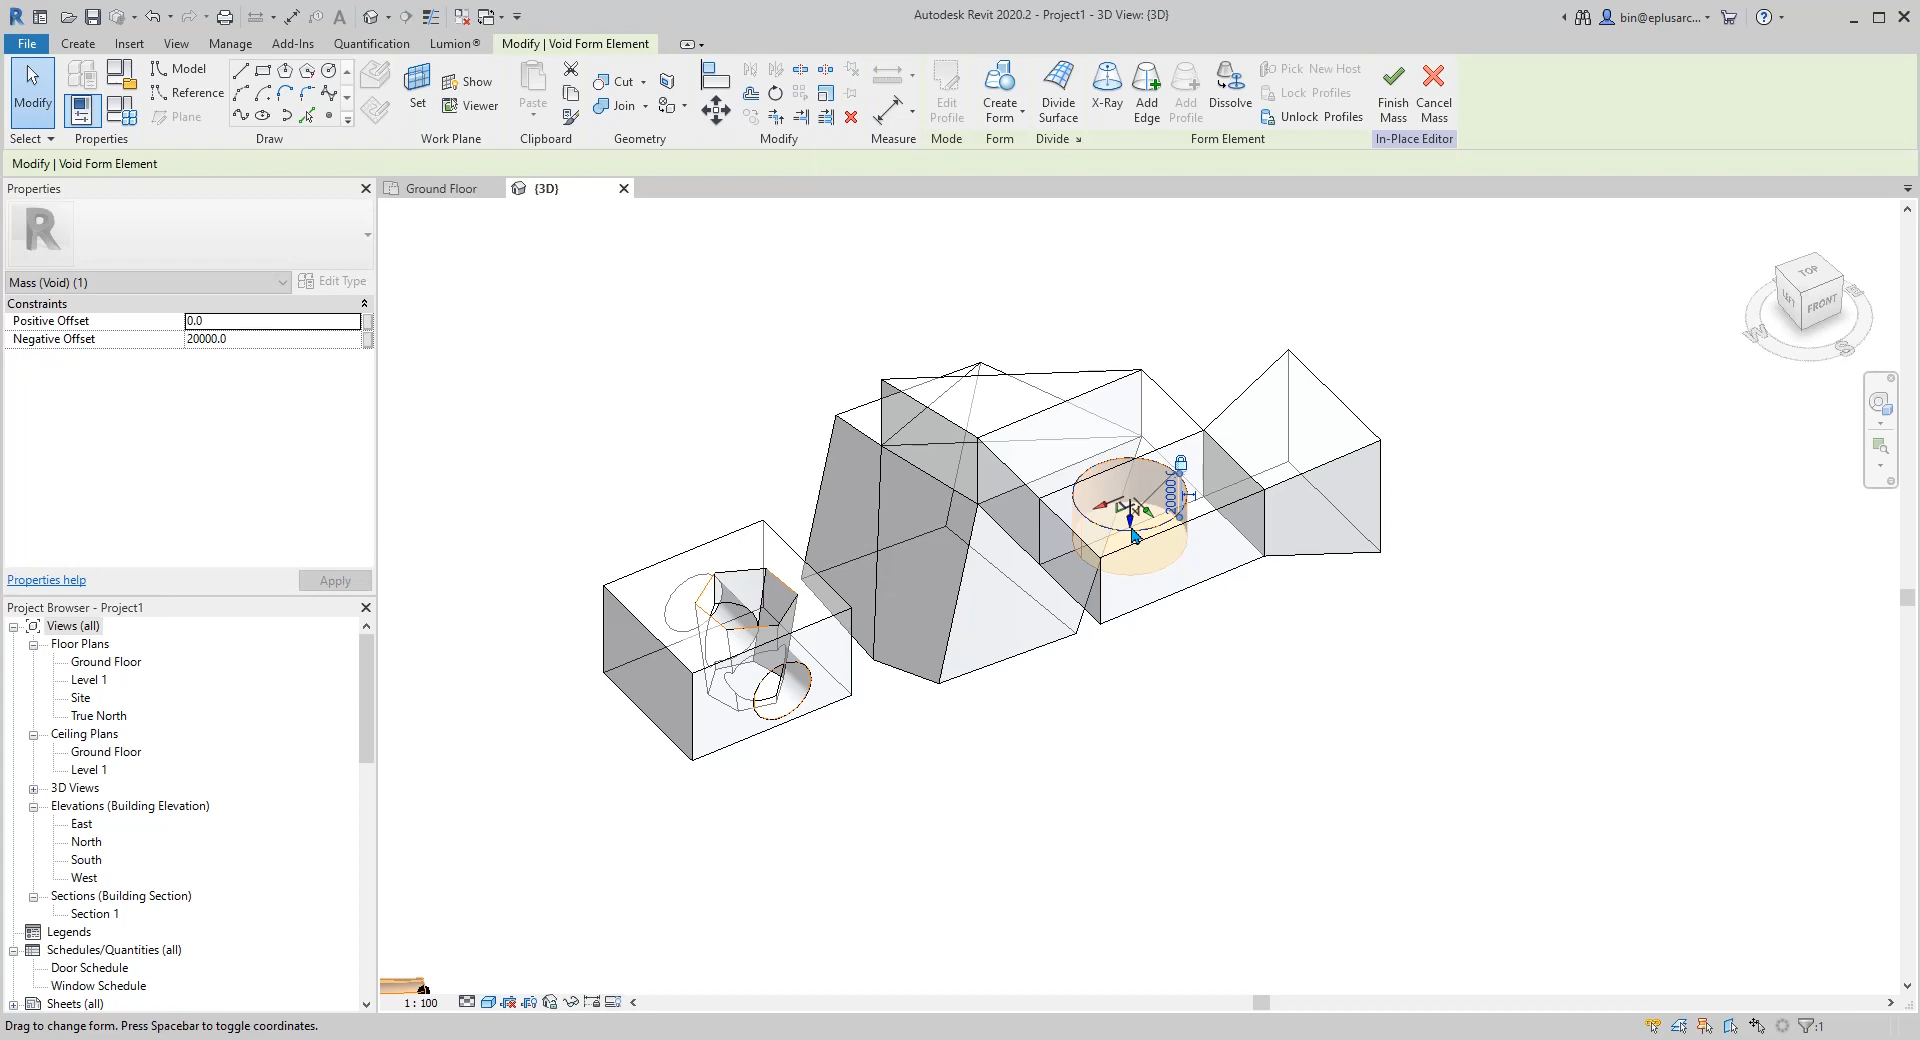 Autodesk Revit 2020.2 - Project1 - 3D View: {3D}
bin@eplusarc...
File Create Insert View Manage Add-Ins Quantification Lumion® Modify | Void Form Element
Modify
Select
Properties
Model
Reference
Plane
Draw
Set
Show
Viewer
Work Plane
Paste
Clipboard
Cut
Join
Geometry
Modify
Measure
Edit
Profile
Mode
Create
Form
Form
Divide
Surface
Divide
X-Ray
Add
Edge
Add
Profile
Dissolve
Pick New Host
Lock Profiles
Unlock Profiles
Form Element
Finish
Mass
Cancel
Mass
In-Place Editor
Modify | Void Form Element
Properties
Mass (Void) (1)
Edit Type
Constraints
Positive Offset 0.0
Negative Offset 20000.0
Properties help
Apply
Project Browser - Project1
Views (all)
Floor Plans
Ground Floor
Level 1
Site
True North
Ceiling Plans
Ground Floor
Level 1
3D Views
Elevations (Building Elevation)
East
North
South
West
Sections (Building Section)
Section 1
Legends
Schedules/Quantities (all)
Door Schedule
Window Schedule
Sheets (all)
Ground Floor
{3D}
TOP
LEFT
FRONT
W
S
1 : 100
Drag to change form. Press Spacebar to toggle coordinates.
:1